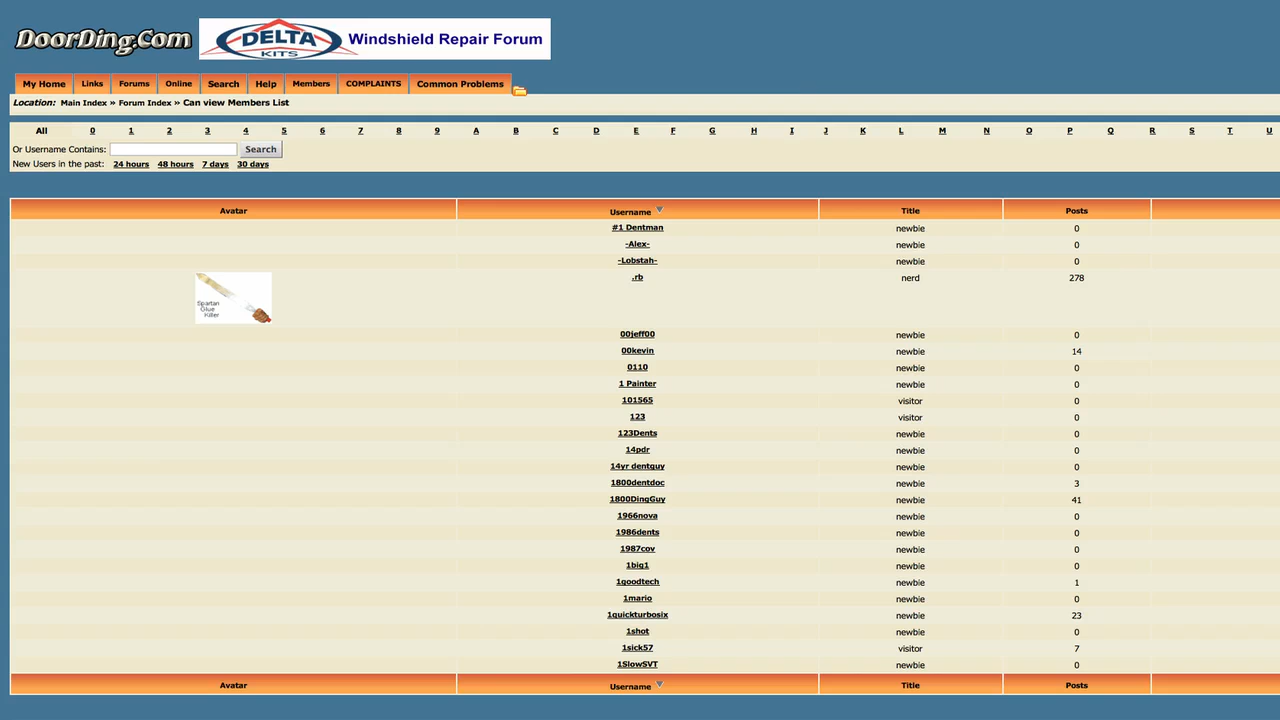 DoorDing.Com
DELTA KITS Windshield Repair Forum
My Home Links Forums Online Search Help Members COMPLAINTS Common Problems
Location: Main Index » Forum Index » Can view Members List
All 0 1 2 3 4 5 6 7 8 9 A B C D E F G H I J K L M N O P Q R S T U
Or Username Contains: Search
New Users in the past: 24 hours 48 hours 7 days 30 days
Avatar Username Title Posts
#1 Dentman newbie 0
-Alex- newbie 0
-Lobstah- newbie 0
.rb nerd 278
Spartan
Glue
Killer
00jeff00 newbie 0
00kevin newbie 14
0110 newbie 0
1 Painter newbie 0
101565 visitor 0
123 visitor 0
123Dents newbie 0
14pdr newbie 0
14yr dentguy newbie 0
1800dentdoc newbie 3
1800DingGuy newbie 41
1966nova newbie 0
1986dents newbie 0
1987cov newbie 0
1big1 newbie 0
1goodtech newbie 1
1mario newbie 0
1quickturbosix newbie 23
1shot newbie 0
1sick57 visitor 7
1SlowSVT newbie 0
Avatar Username Title Posts